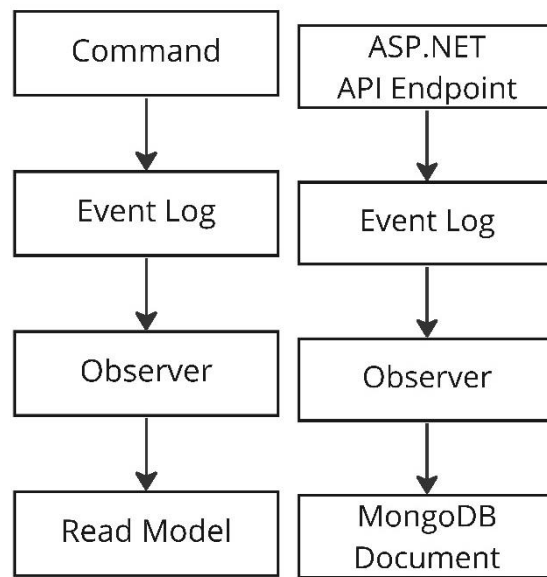 Command
Event Log
Observer
Read Model
ASP.NET
API Endpoint
Event Log
Observer
MongoDB
Document